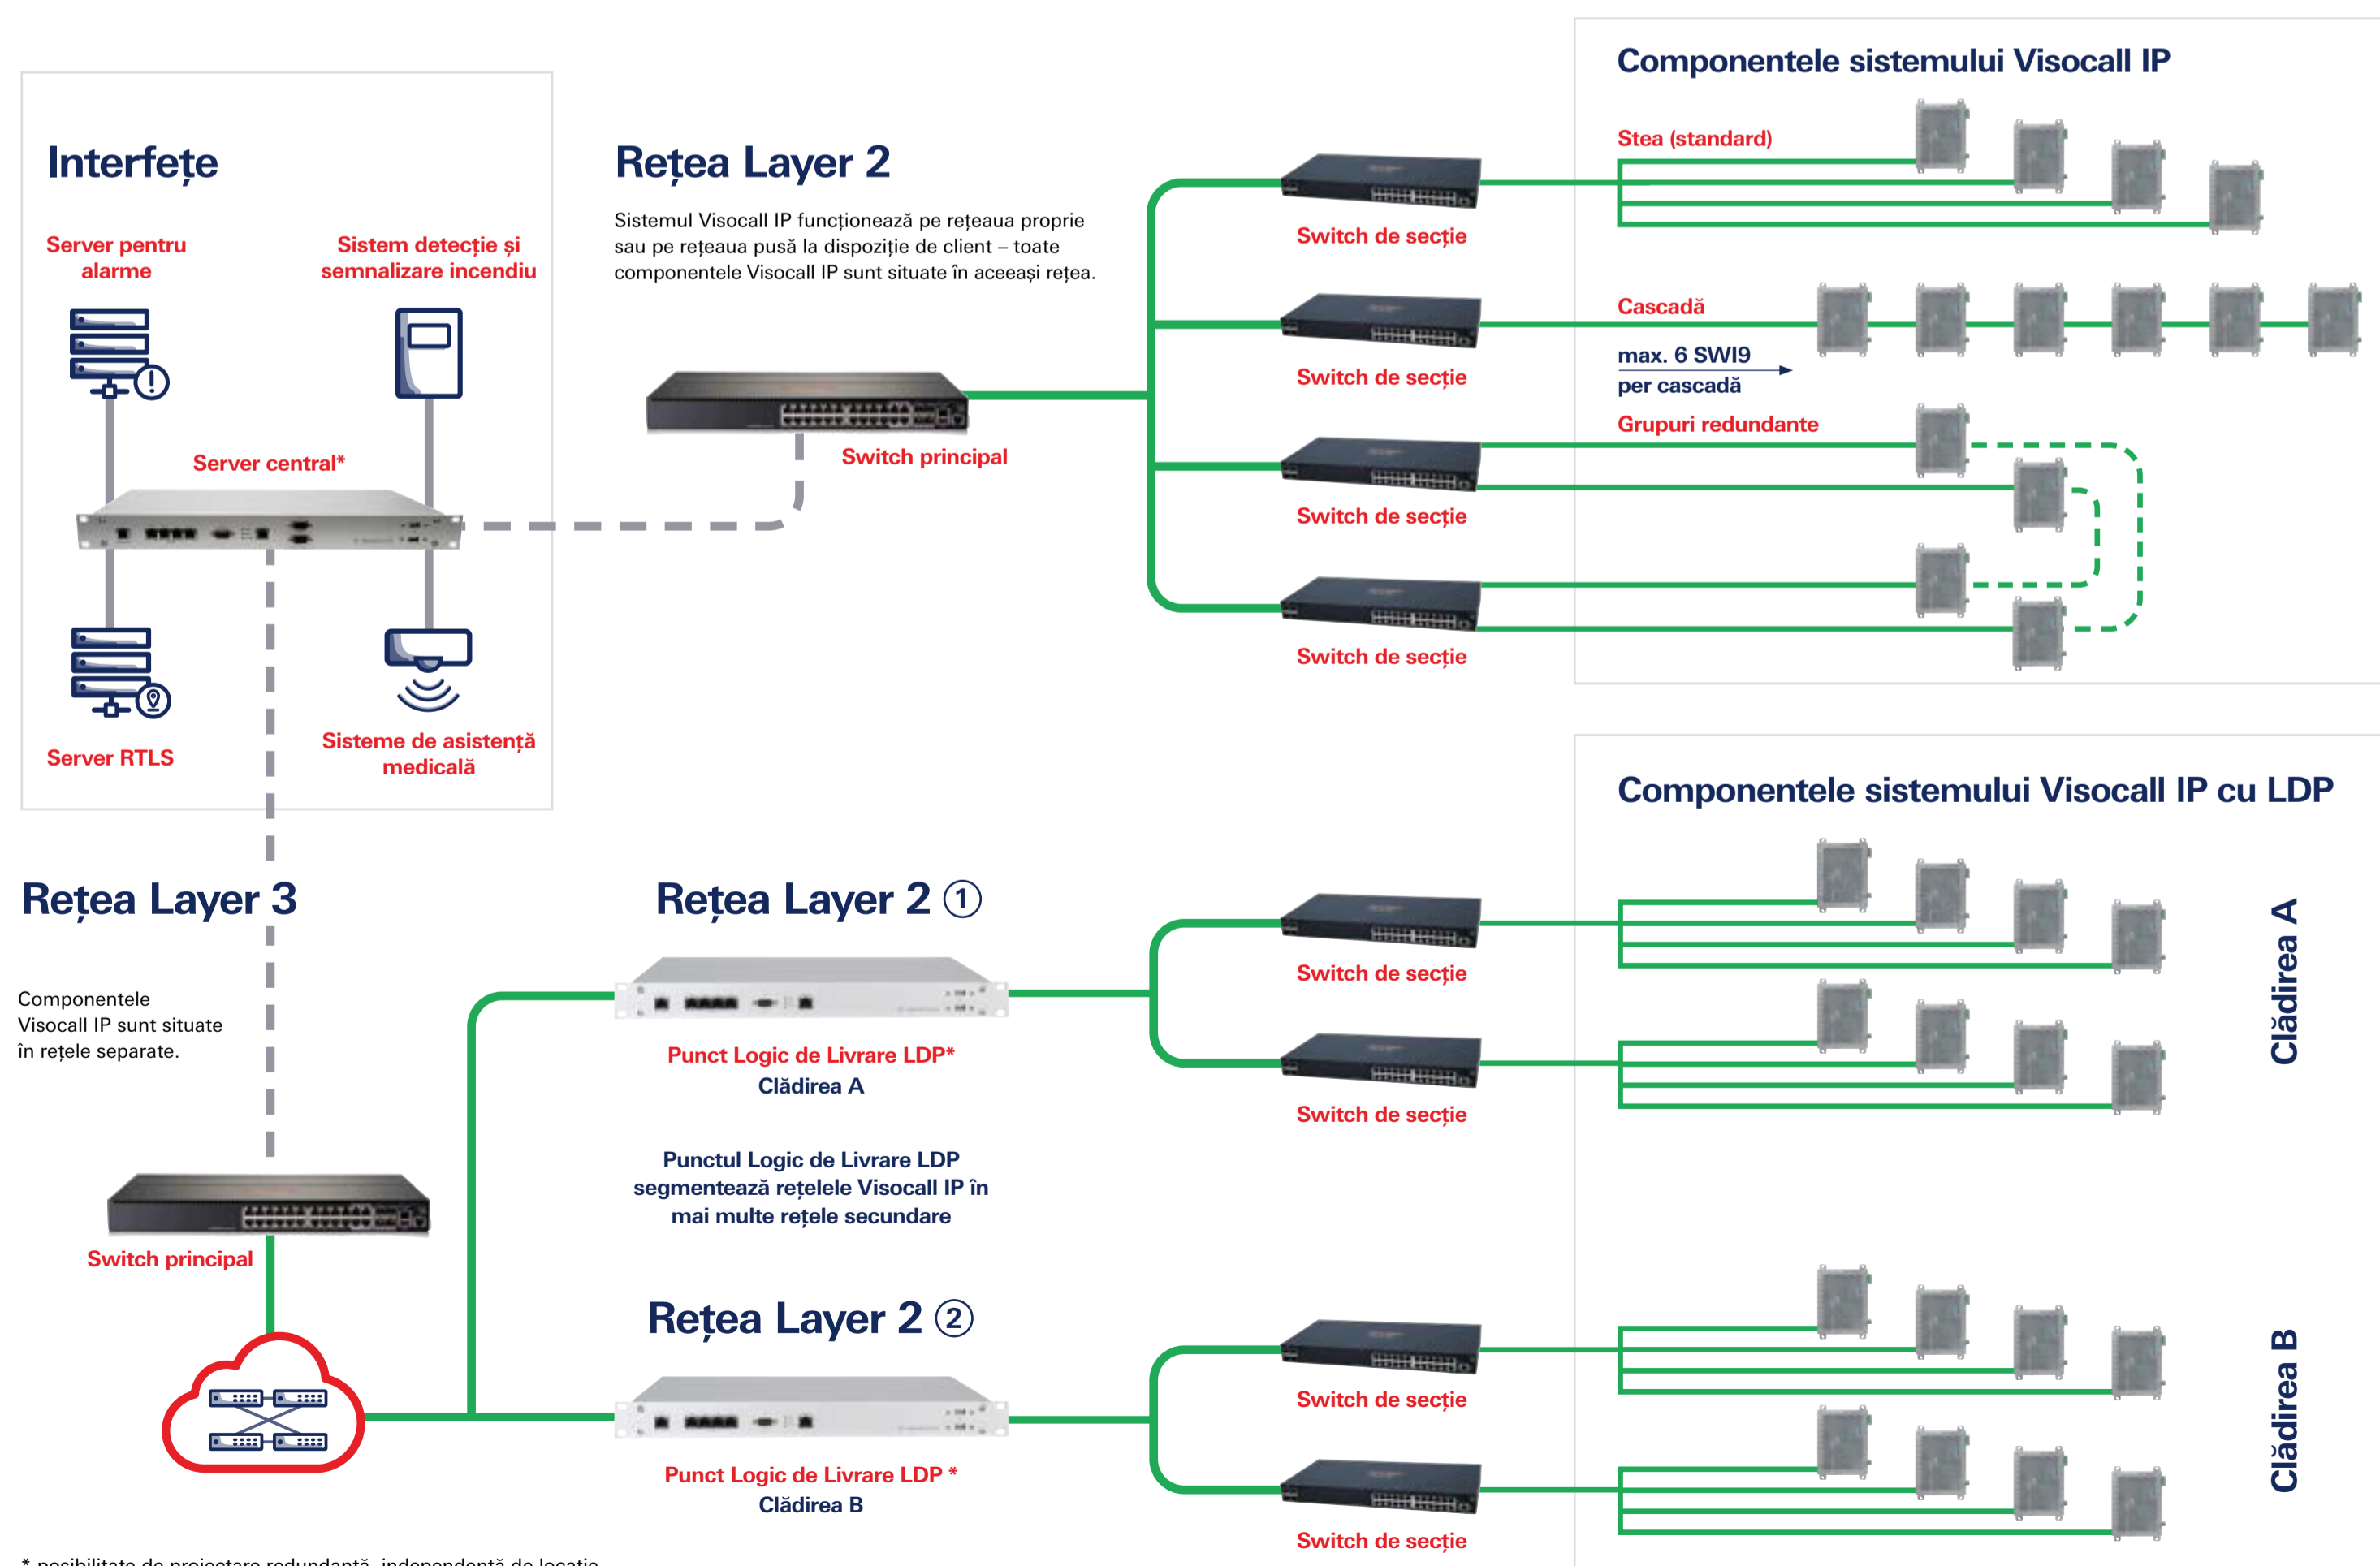 Interfețe
Server pentru
alarme
Sistem detecție și
semnalizare incendiu
Server central*
Server RTLS
Sisteme de asistență
medicală
Rețea Layer 2
Sistemul Visocall IP funcționează pe rețeaua proprie
sau pe rețeaua pusă la dispoziție de client – toate
componentele Visocall IP sunt situate în aceeași rețea.
Switch principal
Switch de secție
Switch de secție
Switch de secție
Switch de secție
Componentele sistemului Visocall IP
Stea (standard)
Cascadă
max. 6 SWI9
per cascadă
Grupuri redundante
Rețea Layer 3
Componentele
Visocall IP sunt situate
în rețele separate.
Switch principal
Rețea Layer 2 ①
Punct Logic de Livrare LDP*
Clădirea A
Punctul Logic de Livrare LDP
segmentează rețelele Visocall IP în
mai multe rețele secundare
Rețea Layer 2 ②
Punct Logic de Livrare LDP *
Clădirea B
Switch de secție
Switch de secție
Switch de secție
Switch de secție
Componentele sistemului Visocall IP cu LDP
Clădirea A
Clădirea B
* posibilitate de proiectare redundantă, independentă de locație